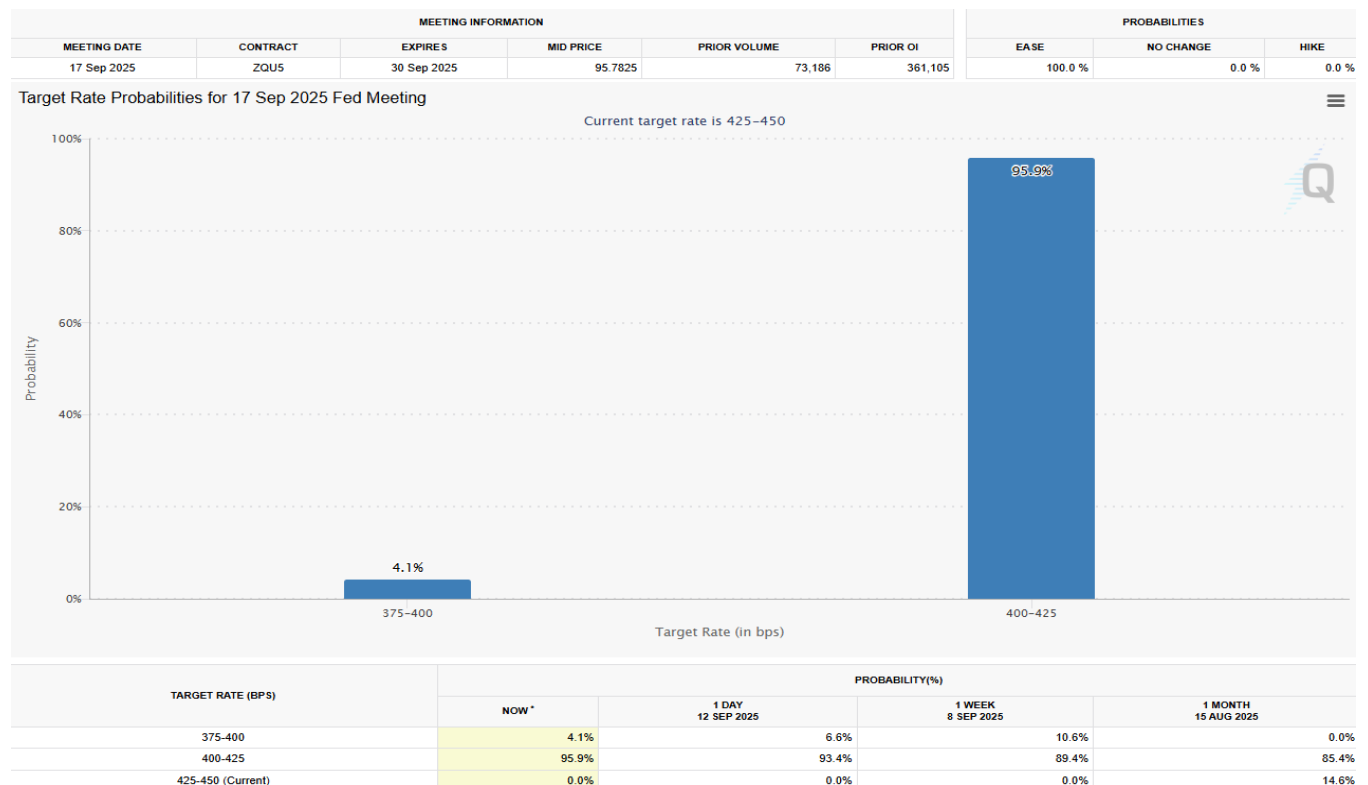 MEETING INFORMATION PROBABILITIES
MEETING DATE CONTRACT EXPIRES MID PRICE PRIOR VOLUME PRIOR OI EASE NO CHANGE HIKE
17 Sep 2025 ZQU5 30 Sep 2025 95.7825 73,186 361,105 100.0 % 0.0 % 0.0 %
Target Rate Probabilities for 17 Sep 2025 Fed Meeting
Current target rate is 425–450
100%
95.9%
Q
80%
60%
Probability
40%
20%
4.1%
0%
375–400 400–425
Target Rate (in bps)
TARGET RATE (BPS) PROBABILITY(%)
NOW * 1 DAY 1 WEEK 1 MONTH
12 SEP 2025 8 SEP 2025 15 AUG 2025
375-400 4.1% 6.6% 10.6% 0.0%
400-425 95.9% 93.4% 89.4% 85.4%
425-450 (Current) 0.0% 0.0% 0.0% 14.6%